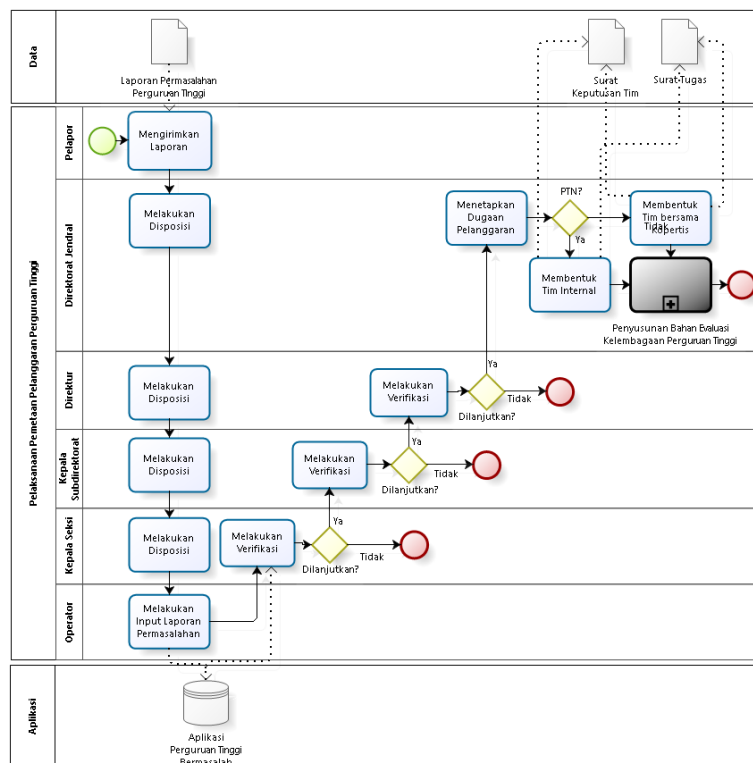 Data
Laporan Permasalahan
Perguruan Tinggi
Surat
Keputusan Tim
Surat Tugas
Pelaksanaan Pemetaan Pelanggaran Perguruan Tinggi
Pelapor
Mengirimkan
Laporan
Direktorat Jendral
Melakukan
Disposisi
Menetapkan
Dugaan
Pelanggaran
PTN?
Ya
Tidak
Membentuk
Tim bersama
Kopertis
Membentuk
Tim Internal
Penyusunan Bahan Evaluasi
Kelembagaan Perguruan Tinggi
Direktur
Melakukan
Disposisi
Melakukan
Verifikasi
Ya
Tidak
Dilanjutkan?
Kepala
Subdirektorat
Melakukan
Disposisi
Melakukan
Verifikasi
Ya
Tidak
Dilanjutkan?
Kepala Seksi
Melakukan
Disposisi
Melakukan
Verifikasi
Ya
Tidak
Dilanjutkan?
Operator
Melakukan
Input Laporan
Permasalahan
Aplikasi
Aplikasi
Perguruan Tinggi
Bermasalah